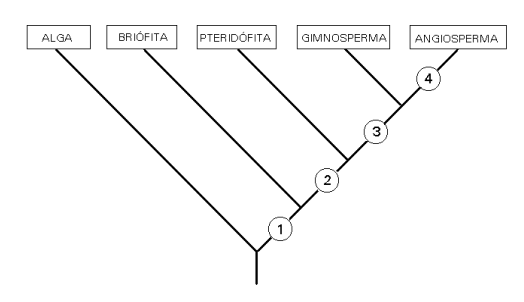 ALGA
BRIÓFITA
PTERIDÓFITA
GIMNOSPERMA
ANGIOSPERMA
4
3
2
1